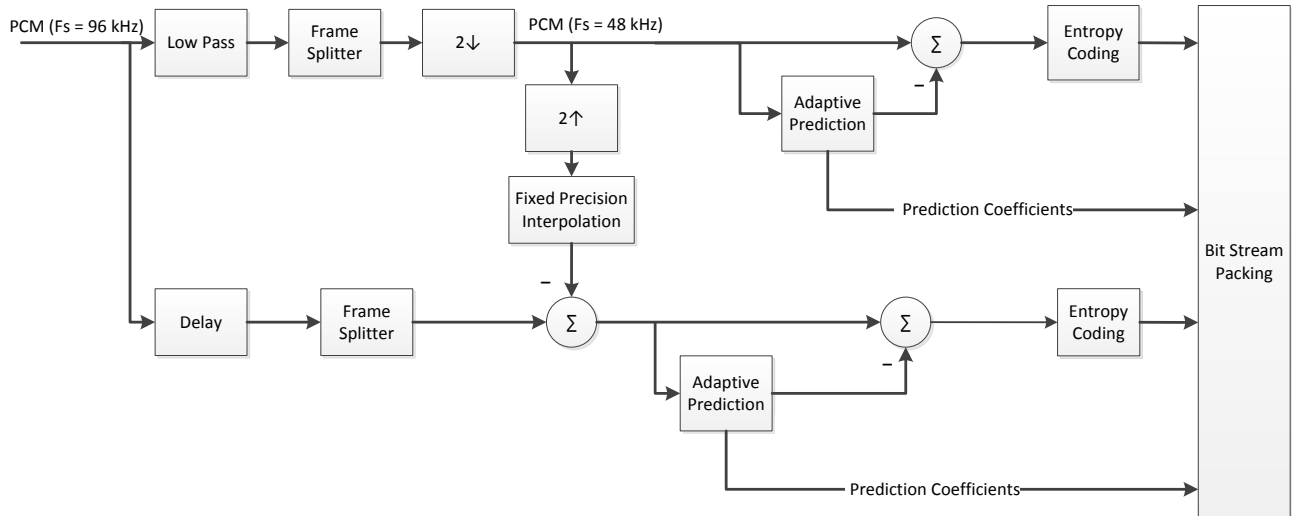 PCM (Fs = 96 kHz)
Low Pass
Frame
Splitter
2↓
PCM (Fs = 48 kHz)
Σ
Entropy
Coding
–
Adaptive
Prediction
2↑
Fixed Precision
Interpolation
Prediction Coefficients
Bit Stream
Packing
–
Delay
Frame
Splitter
Σ
Σ
Entropy
Coding
–
Adaptive
Prediction
Prediction Coefficients